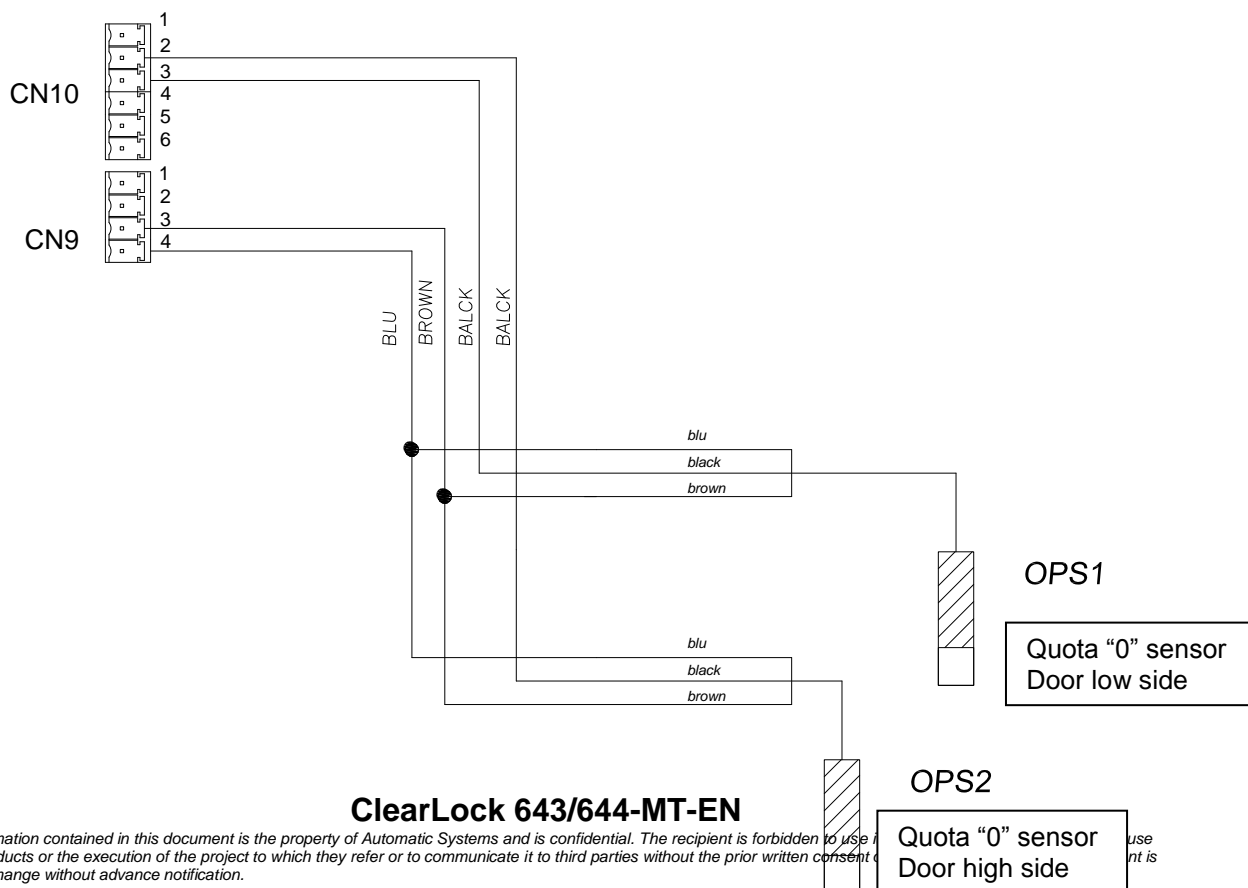 CN10
1
2
3
4
5
6
CN9
1
2
3
4
BLU
BROWN
BALCK
BALCK
blu
black
brown
OPS1
Quota “0” sensor
Door low side
blu
black
brown
OPS2
Quota “0” sensor
Door high side
ClearLock 643/644-MT-EN
contained in this document is the property of Automatic Systems and is confidential. The recipient is forbidden to use use
or the execution of the project to which they refer or to communicate it to third parties without the prior written consent is
without advance notification.